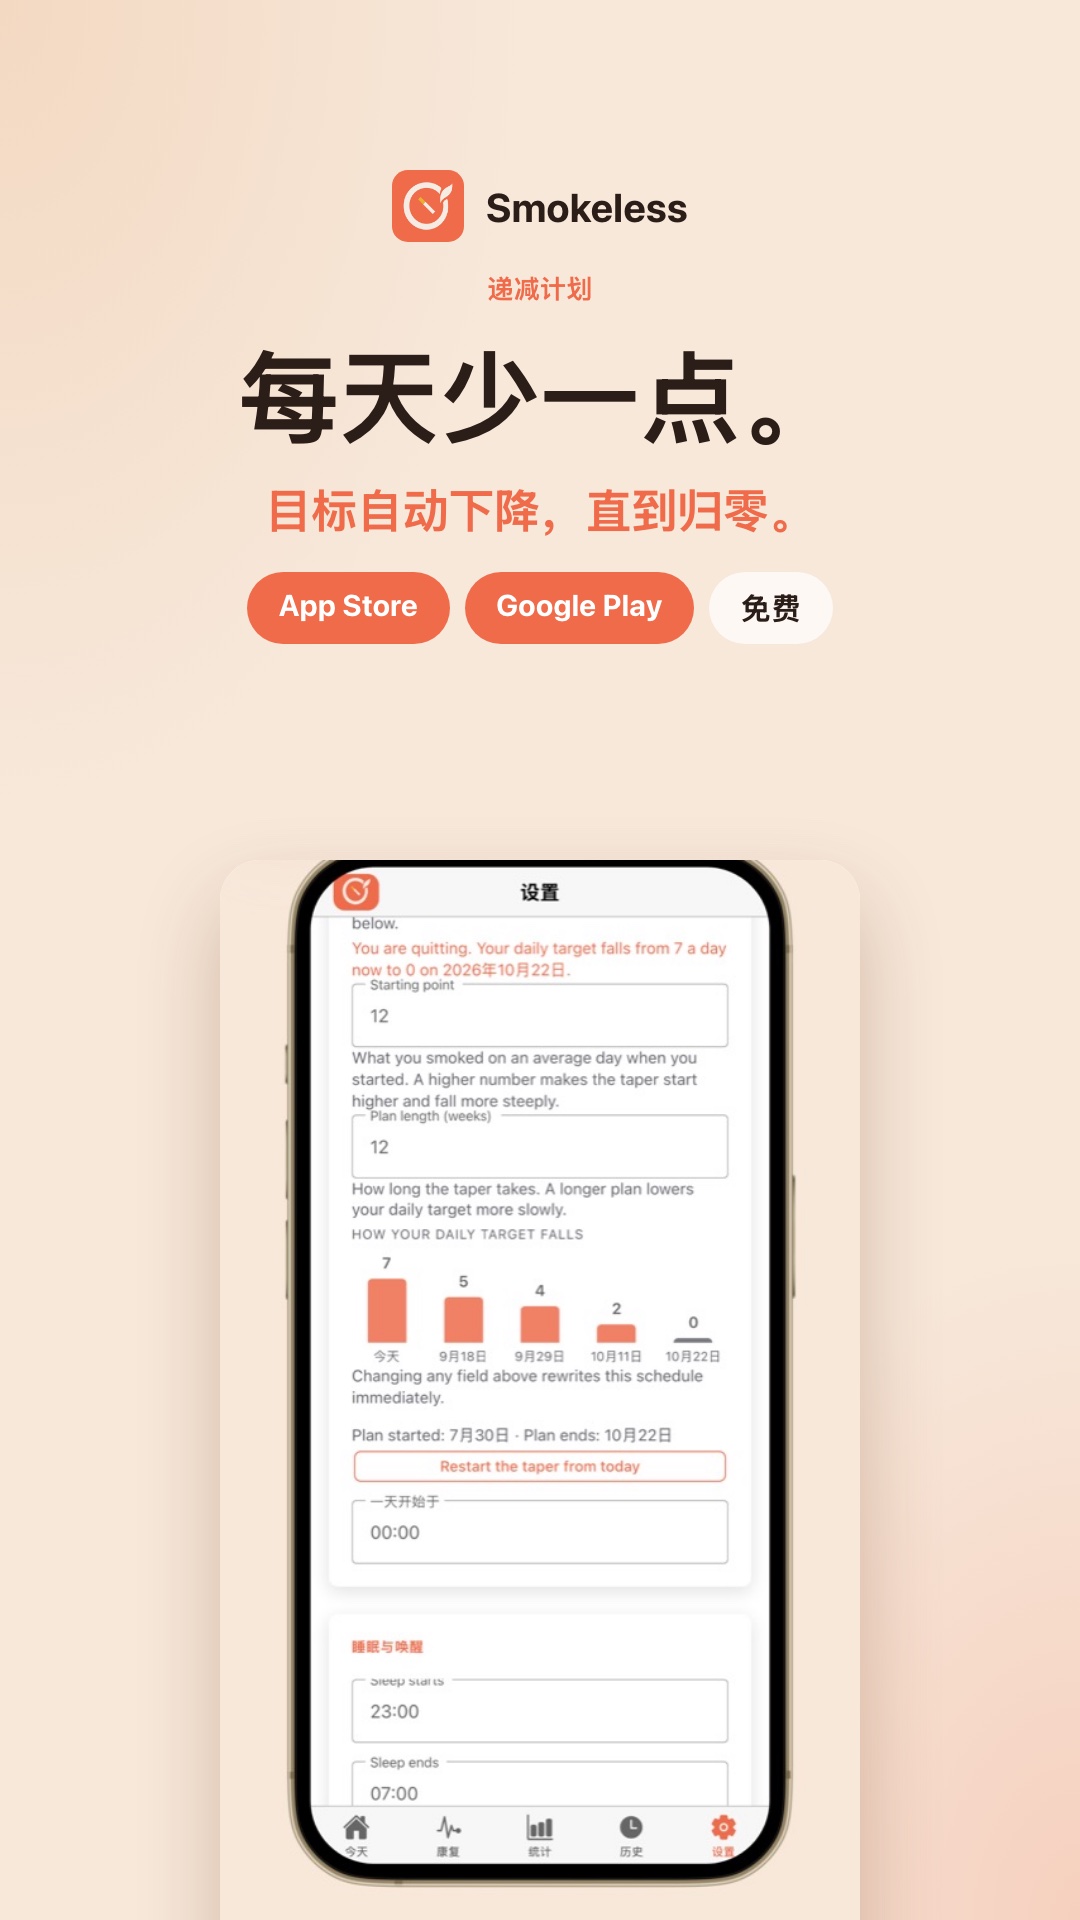 Smokeless
递减计划
每天少一点。
目标自动下降，直到归零。
App Store
Google Play
免费
设置
below.
You are quitting. Your daily target falls from 7 a day
now to 0 on 2026年10月22日.
Starting point
12
What you smoked on an average day when you
started. A higher number makes the taper start
higher and fall more steeply.
Plan length (weeks)
12
How long the taper takes. A longer plan lowers
your daily target more slowly.
HOW YOUR DAILY TARGET FALLS
7
5
4
2
0
今天
9月18日
9月29日
10月11日
10月22日
Changing any field above rewrites this schedule
immediately.
Plan started: 7月30日 · Plan ends: 10月22日
Restart the taper from today
一天开始于
00:00
睡眠与唤醒
Sleep starts
23:00
Sleep ends
07:00
今天
康复
统计
历史
设置